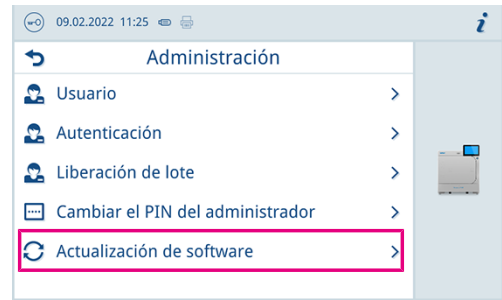 09.02.2022 11:25
i
Administración
Usuario
Autenticación
Liberación de lote
Cambiar el PIN del administrador
Actualización de software